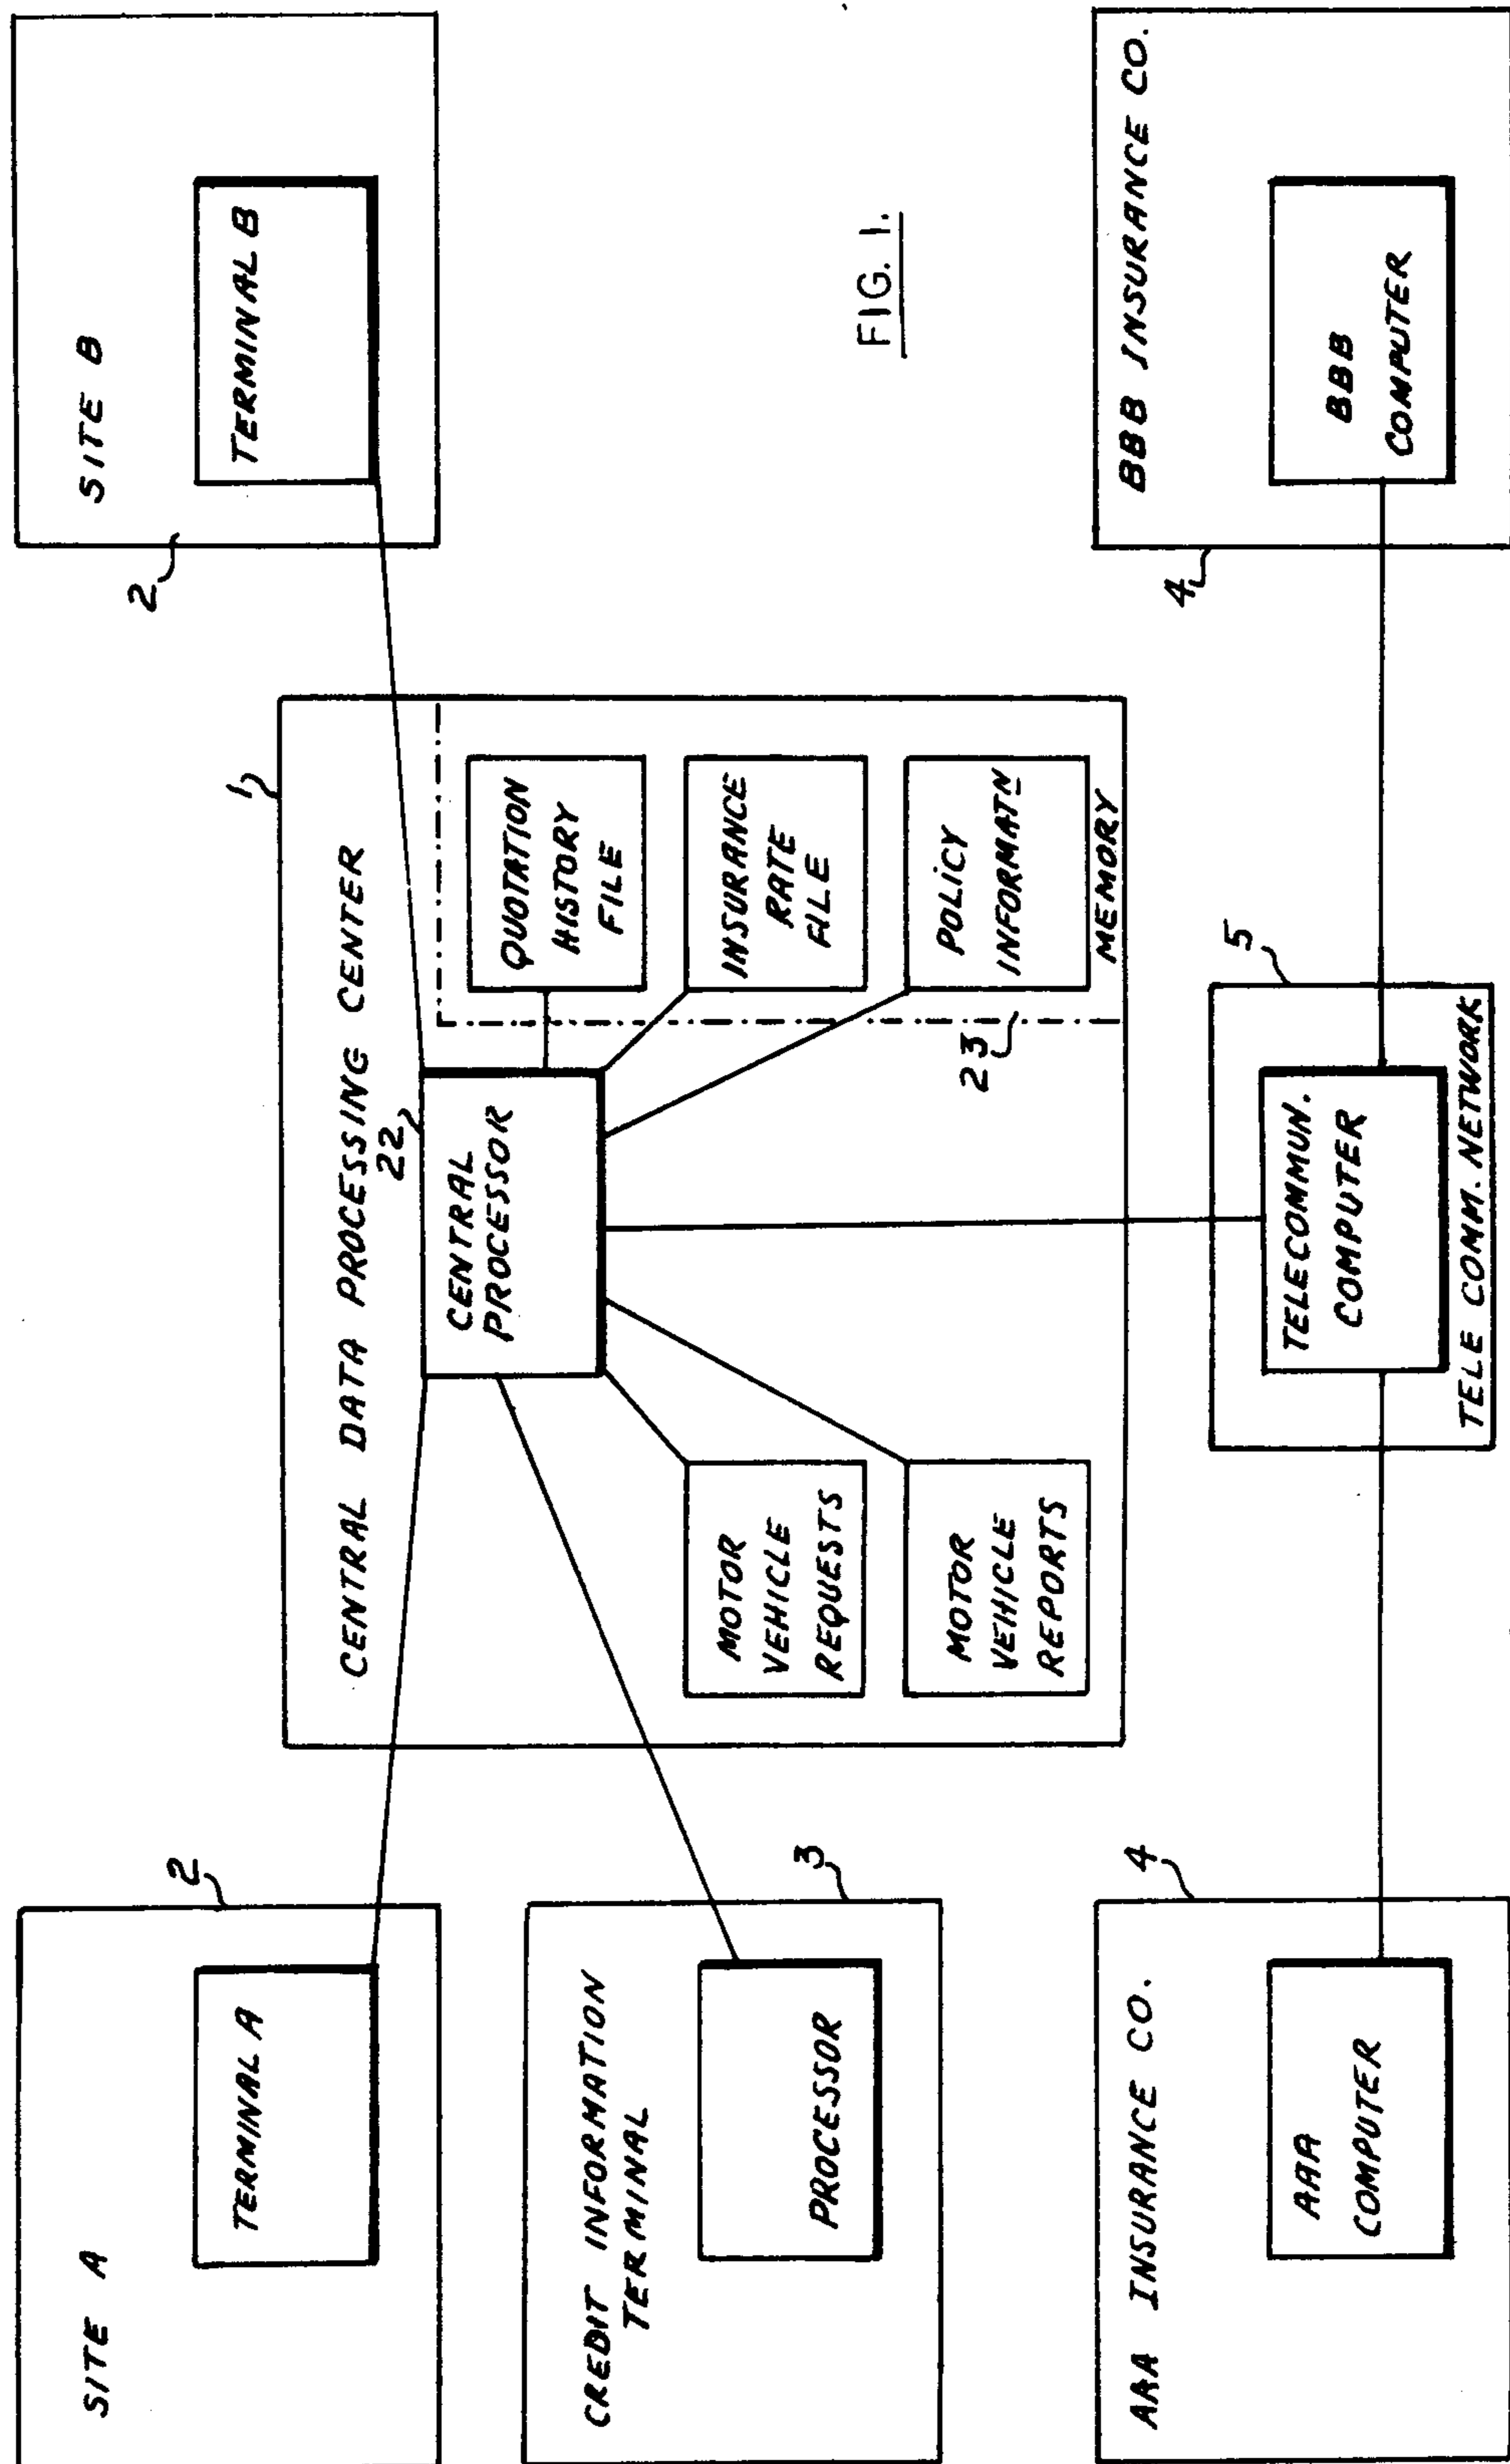 SITE A
TERMINAL A
2
CREDIT INFORMATION
TERMINAL
PROCESSOR
3
AAA INSURANCE CO.
AAA
COMPUTER
4
1
CENTRAL DATA PROCESSING CENTER
22
CENTRAL
PROCESSOR
MOTOR
VEHICLE
REQUESTS
MOTOR
VEHICLE
REPORTS
QUOTATION
HISTORY
FILE
INSURANCE
RATE
FILE
POLICY
INFORMATN
MEMORY
23
5
TELECOMMUN.
COMPUTER
TELE COMM. NETWORK
SITE B
TERMINAL B
2
FIG. 1.
BBB INSURANCE CO.
BBB
COMPUTER
4